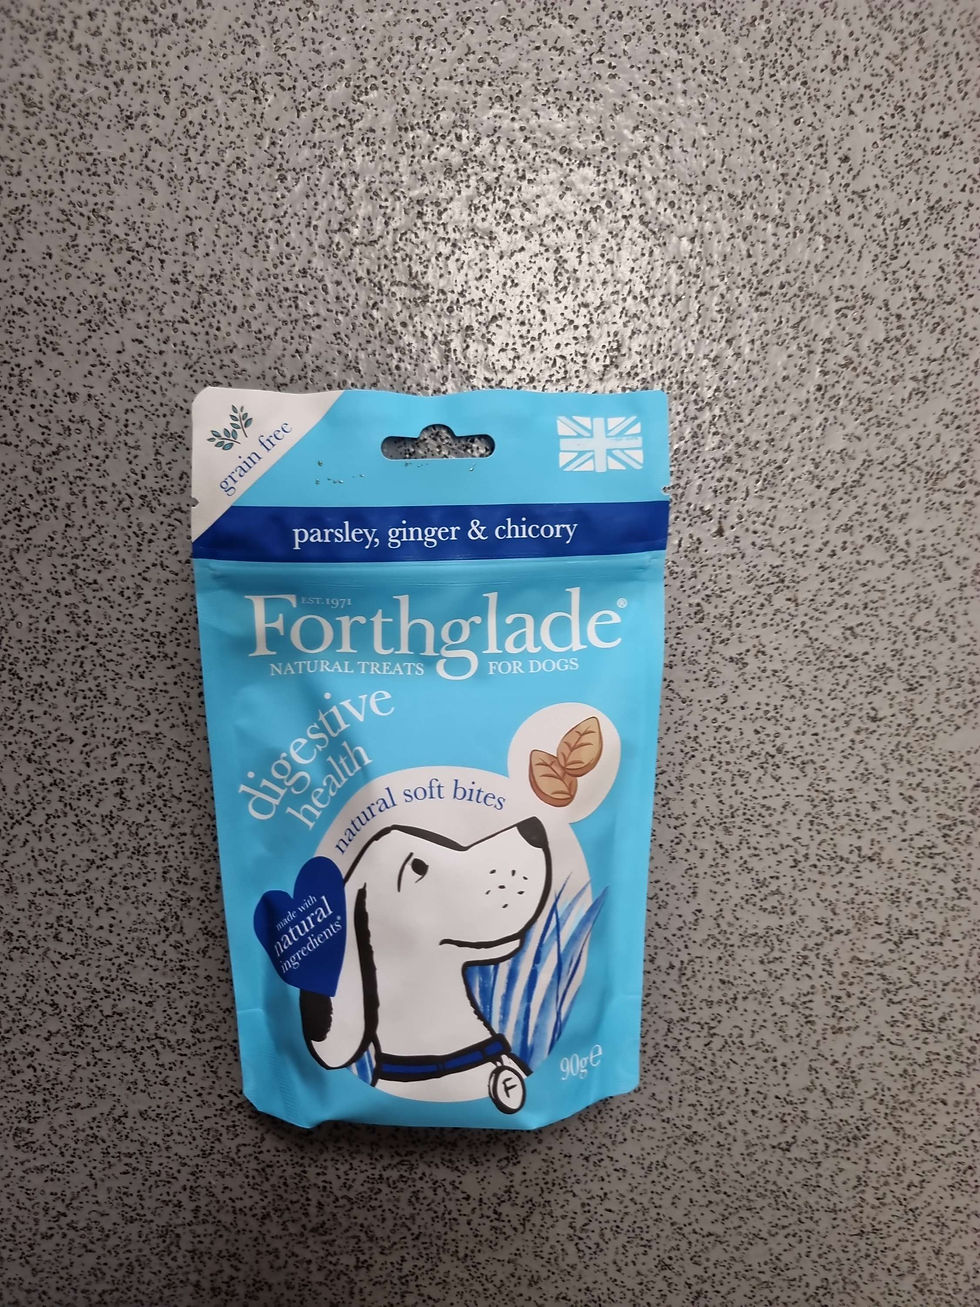 grain free
parsley, ginger & chicory
EST.1971
Forthglade®
NATURAL TREATS FOR DOGS
digestive
health
natural soft bites
made with
natural
ingredients*
F
90g℮